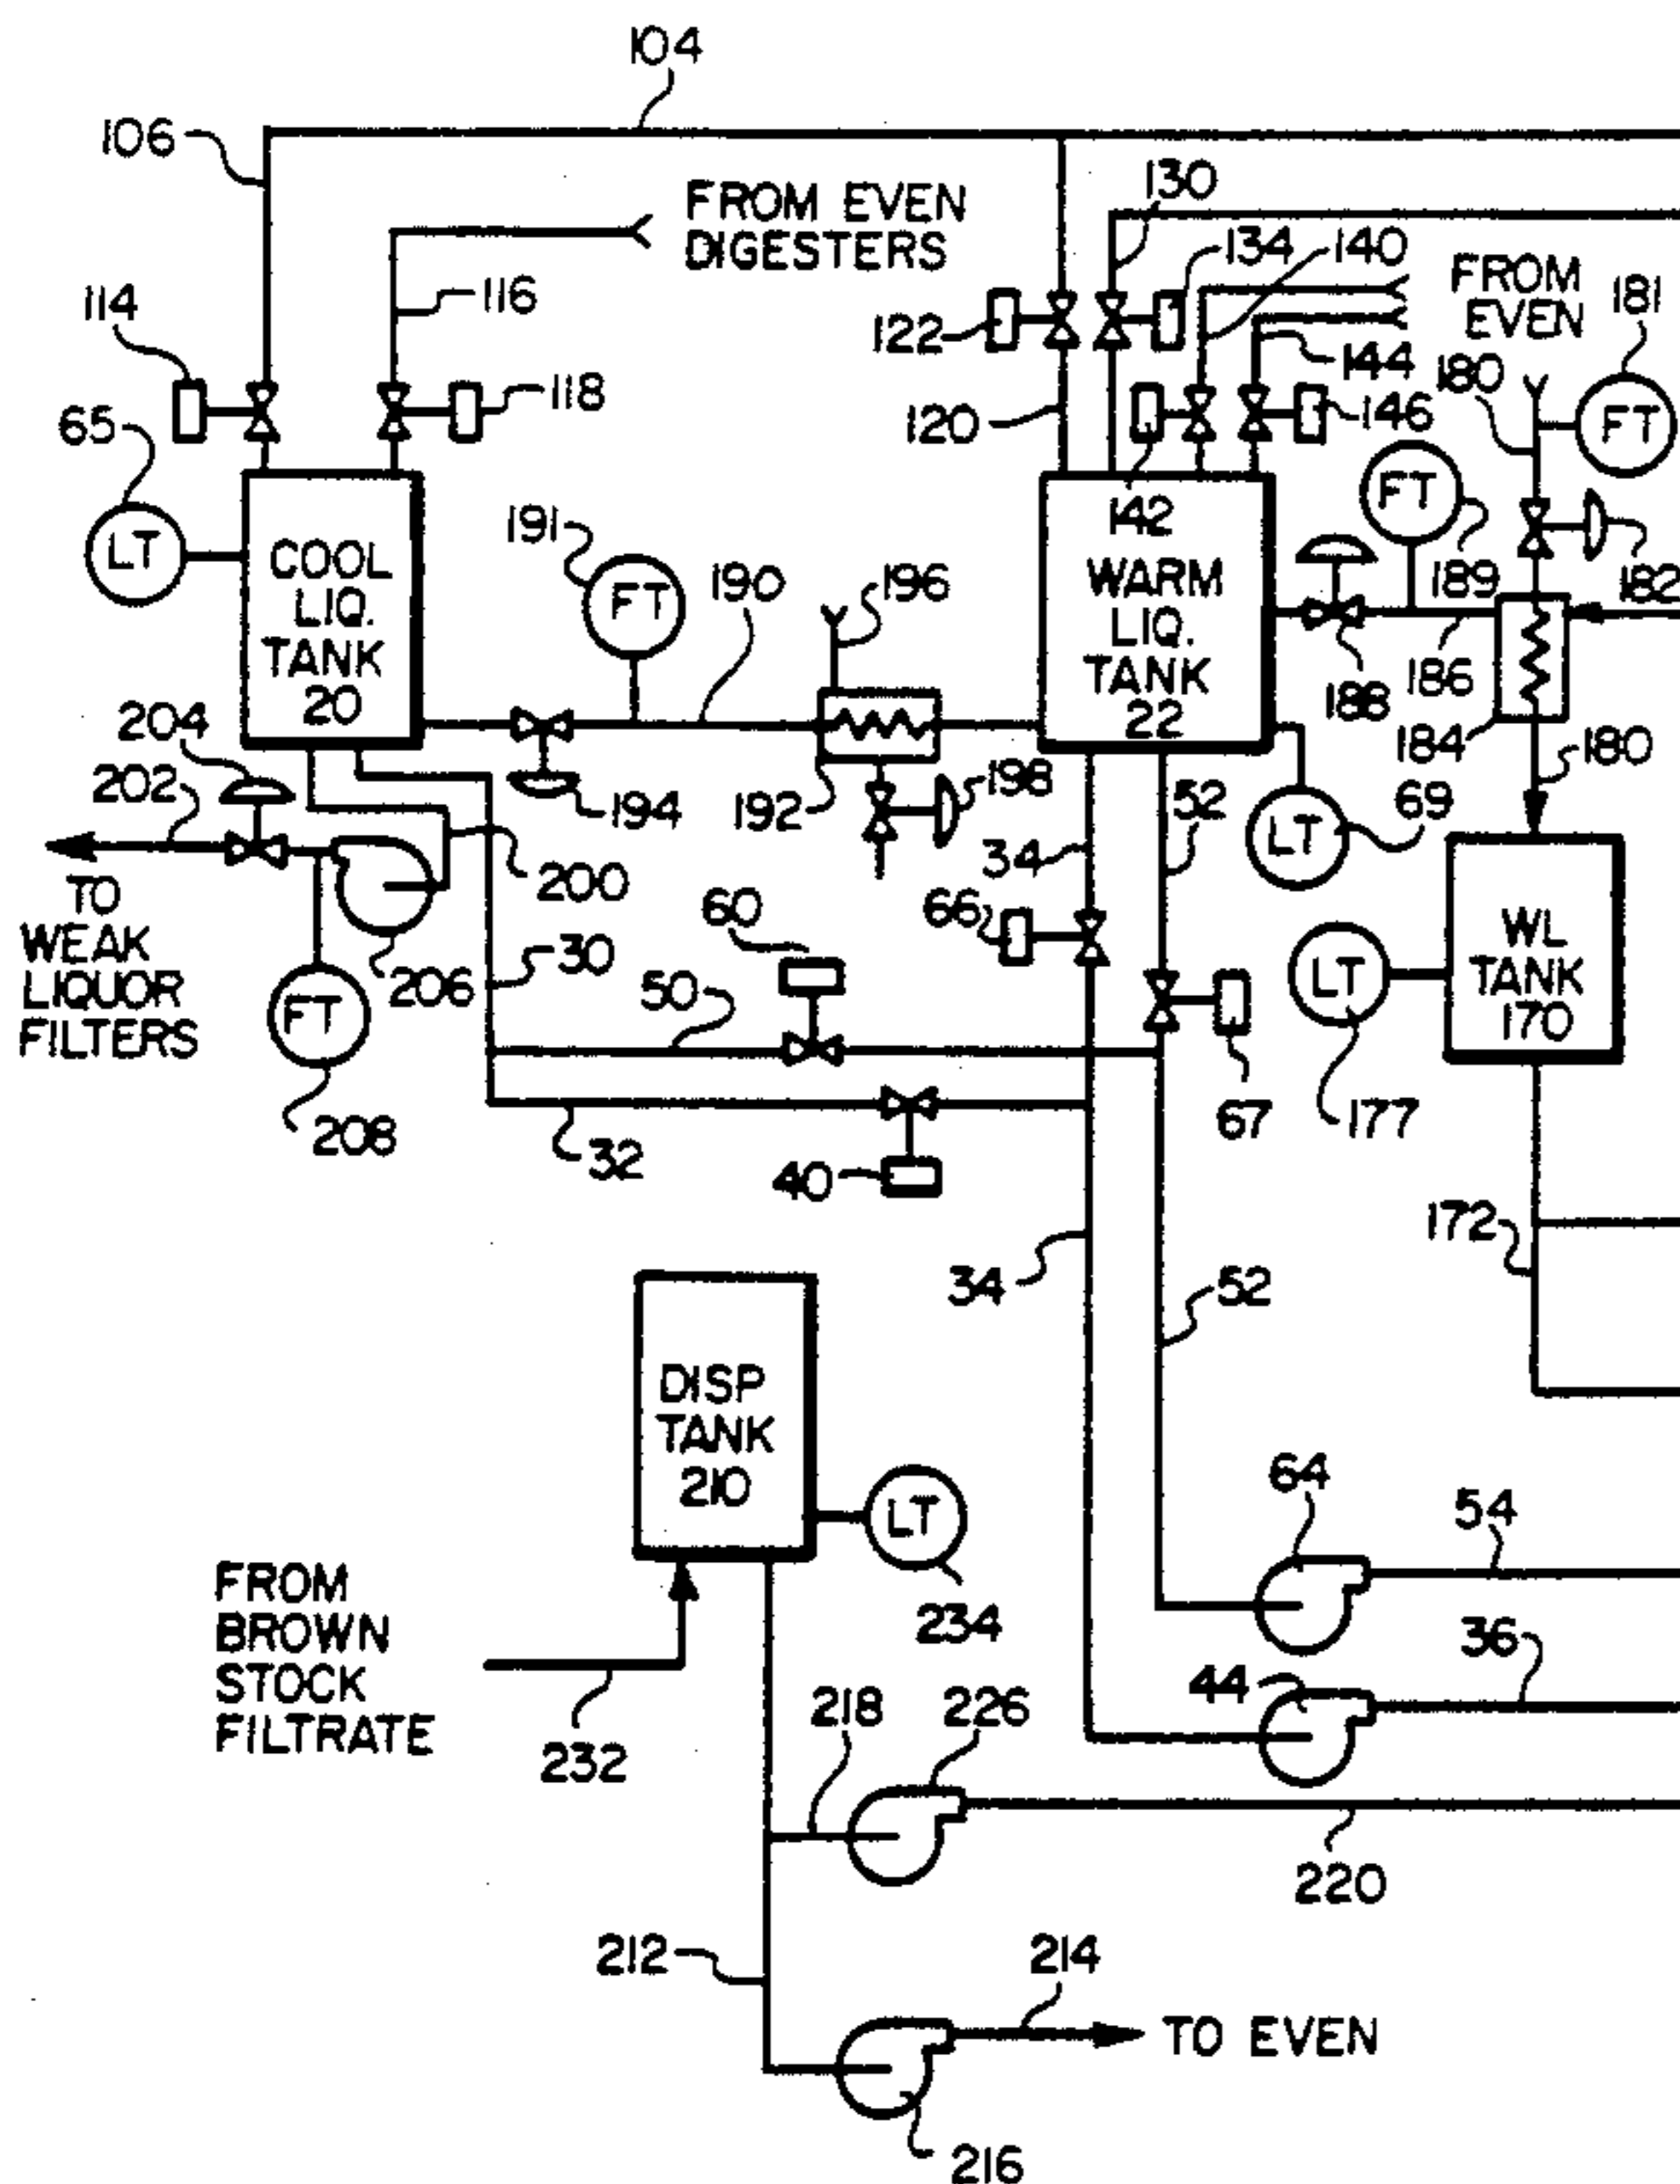 104
106
130
FROM EVEN
DIGESTERS
134
140
FROM
EVEN
181
116
114
122
144
180
FT
118
120
146
65
FT
142
191
LT
COOL
LIQ.
TANK
20
FT
190
196
WARM
LIQ.
TANK
22
189
182
186
188
204
184
180
202
194
192
198
52
69
LT
34
TO
WEAK
LIQUOR
FILTERS
200
60
66
WL
TANK
170
206
30
50
LT
FT
208
67
177
32
40
172
34
52
DISP
TANK
210
64
54
LT
FROM
BROWN
STOCK
FILTRATE
234
36
44
218
226
232
220
212
214
TO EVEN
216